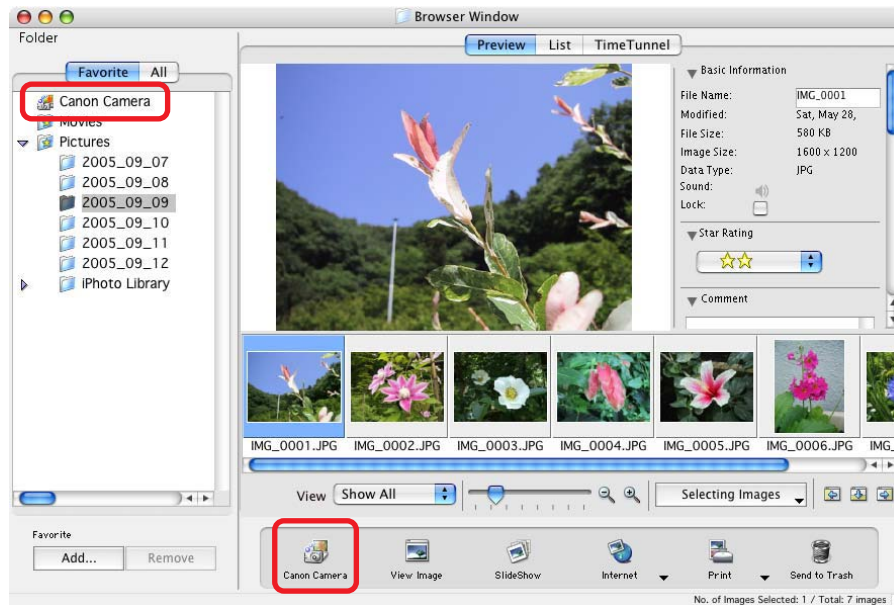 Browser Window
Folder
Favorite All
Canon Camera
Movies
Pictures
2005_09_07
2005_09_08
2005_09_09
2005_09_10
2005_09_11
2005_09_12
iPhoto Library
Preview List TimeTunnel
Basic Information
File Name: IMG_0001
Modified: Sat, May 28,
File Size: 580 KB
Image Size: 1600 x 1200
Data Type: JPG
Sound:
Lock:
Star Rating
Comment
IMG_0001.JPG IMG_0002.JPG IMG_0003.JPG IMG_0004.JPG IMG_0005.JPG IMG_0006.JPG IMG_
View Show All Selecting Images
Favorite
Add... Remove
Canon Camera View Image SlideShow Internet Print Send to Trash
No. of Images Selected: 1 / Total: 7 images